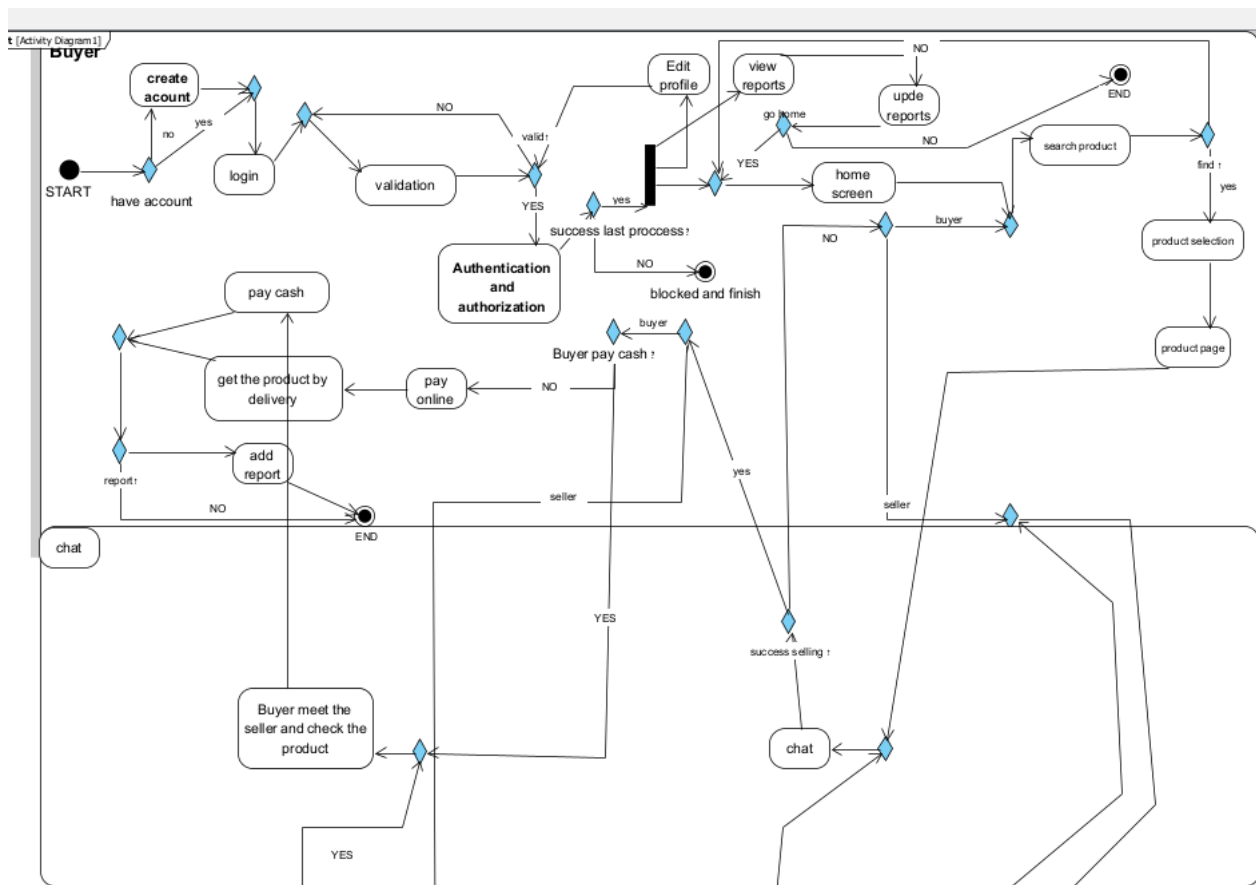 t [Activity Diagram1]
Buyer
create
acount
no
yes
START
have account
login
validation
NO
valid?
YES
Edit
profile
view
reports
NO
upde
reports
go home
NO
END
YES
home
screen
search product
find ?
yes
product selection
product page
success last proccess?
yes
NO
blocked and finish
Authentication
and
authorization
NO
buyer
seller
pay cash
get the product by
delivery
pay
online
NO
Buyer pay cash ?
buyer
add
report
report?
NO
END
seller
yes
chat
YES
success selling ?
chat
Buyer meet the
seller and check the
product
YES